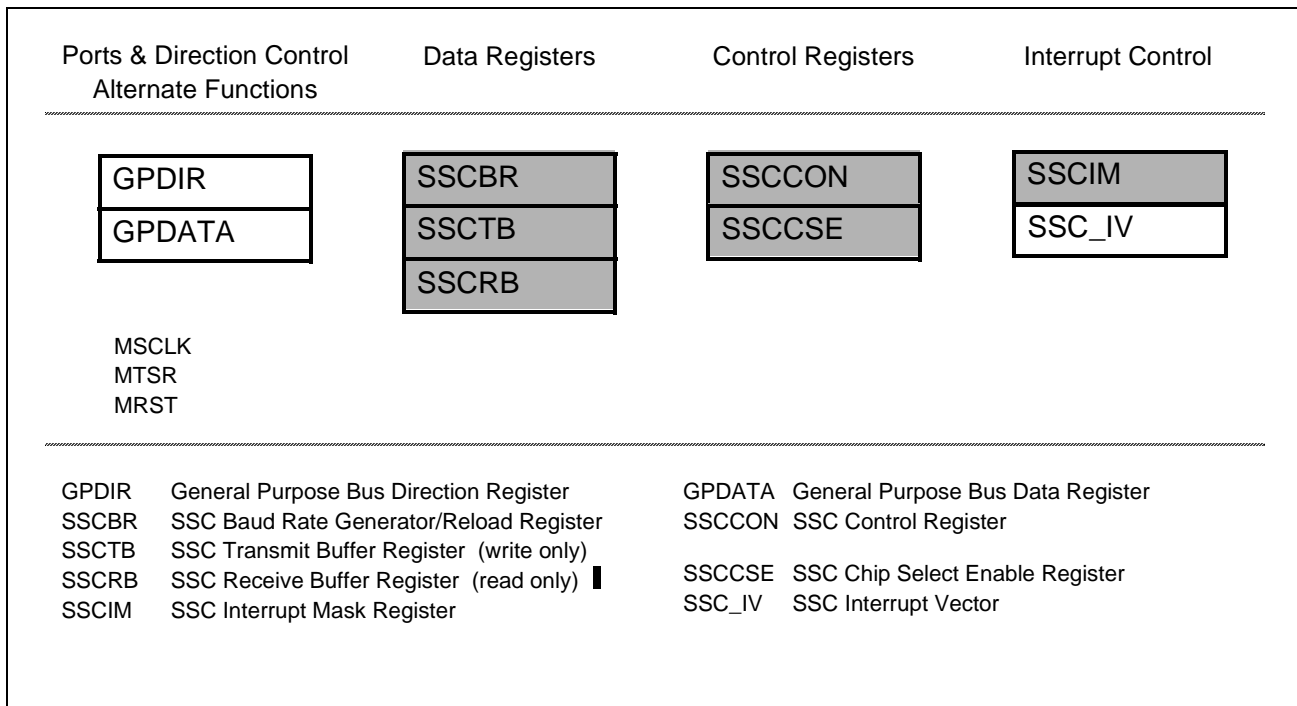 Ports & Direction Control
Alternate Functions
Data Registers
Control Registers
Interrupt Control
GPDIR
GPDATA
SSCBR
SSCTB
SSCRB
SSCCON
SSCCSE
SSCIM
SSC_IV
MSCLK
MTSR
MRST
GPDIR General Purpose Bus Direction Register
SSCBR SSC Baud Rate Generator/Reload Register
SSCTB SSC Transmit Buffer Register (write only)
SSCRB SSC Receive Buffer Register (read only)
SSCIM SSC Interrupt Mask Register
GPDATA General Purpose Bus Data Register
SSCCON SSC Control Register
SSCCSE SSC Chip Select Enable Register
SSC_IV SSC Interrupt Vector